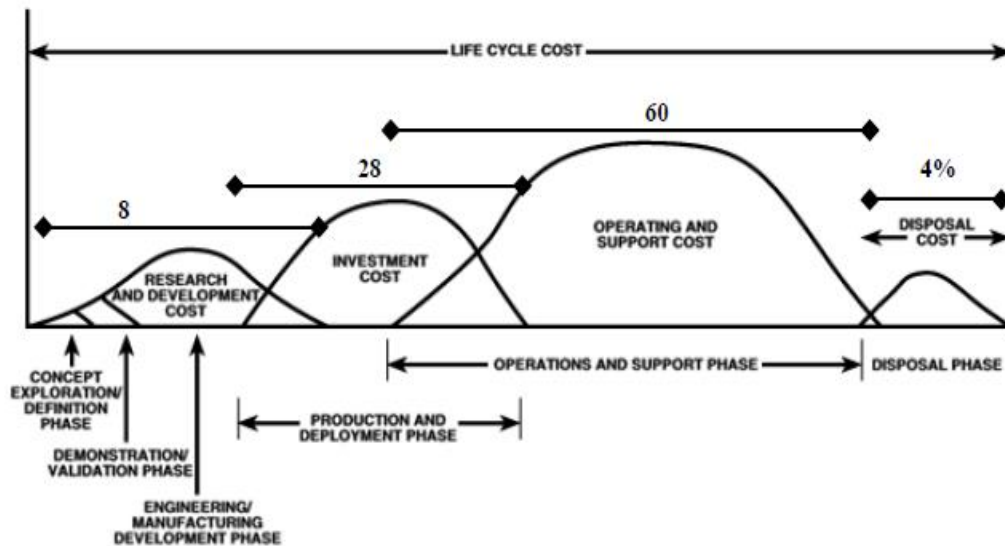 LIFE CYCLE COST
60
28
4%
8
DISPOSAL
COST
OPERATING AND
SUPPORT COST
INVESTMENT
COST
RESEARCH
AND DEVELOPMENT
COST
OPERATIONS AND SUPPORT PHASE
DISPOSAL PHASE
CONCEPT
EXPLORATION/
DEFINITION
PHASE
PRODUCTION AND
DEPLOYMENT PHASE
DEMONSTRATION/
VALIDATION PHASE
ENGINEERING/
MANUFACTURING
DEVELOPMENT PHASE